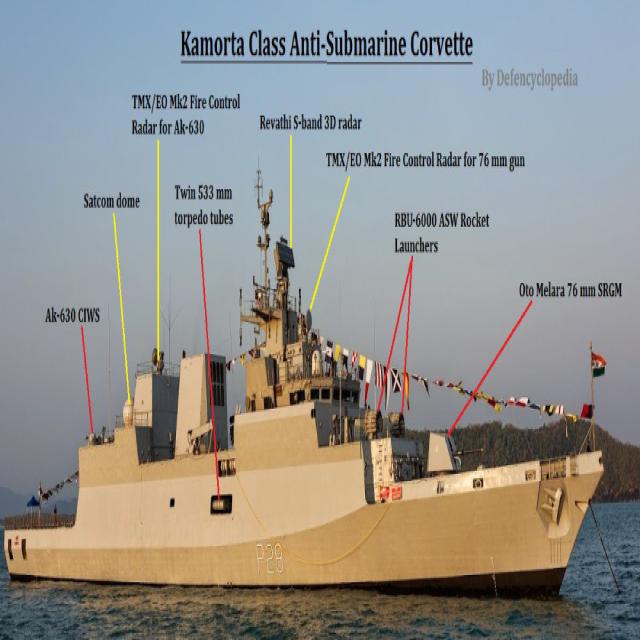 Kamorta Class Anti-Submarine Corvette
By Defencyclopedia
TMX/EO Mk2 Fire Control
Radar for Ak-630
Revathi S-band 3D radar
TMX/EO Mk2 Fire Control Radar for 76 mm gun
Satcom dome
Twin 533 mm
torpedo tubes
RBU-6000 ASW Rocket
Launchers
Oto Melara 76 mm SRGM
Ak-630 CIWS
P28